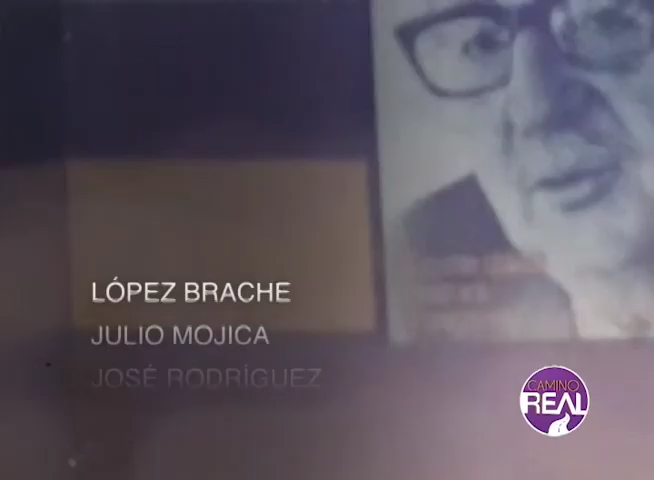 LÓPEZ BRACHE
JULIO MOJICA
JOSÉ RODRÍGUEZ
CAMINO
REAL